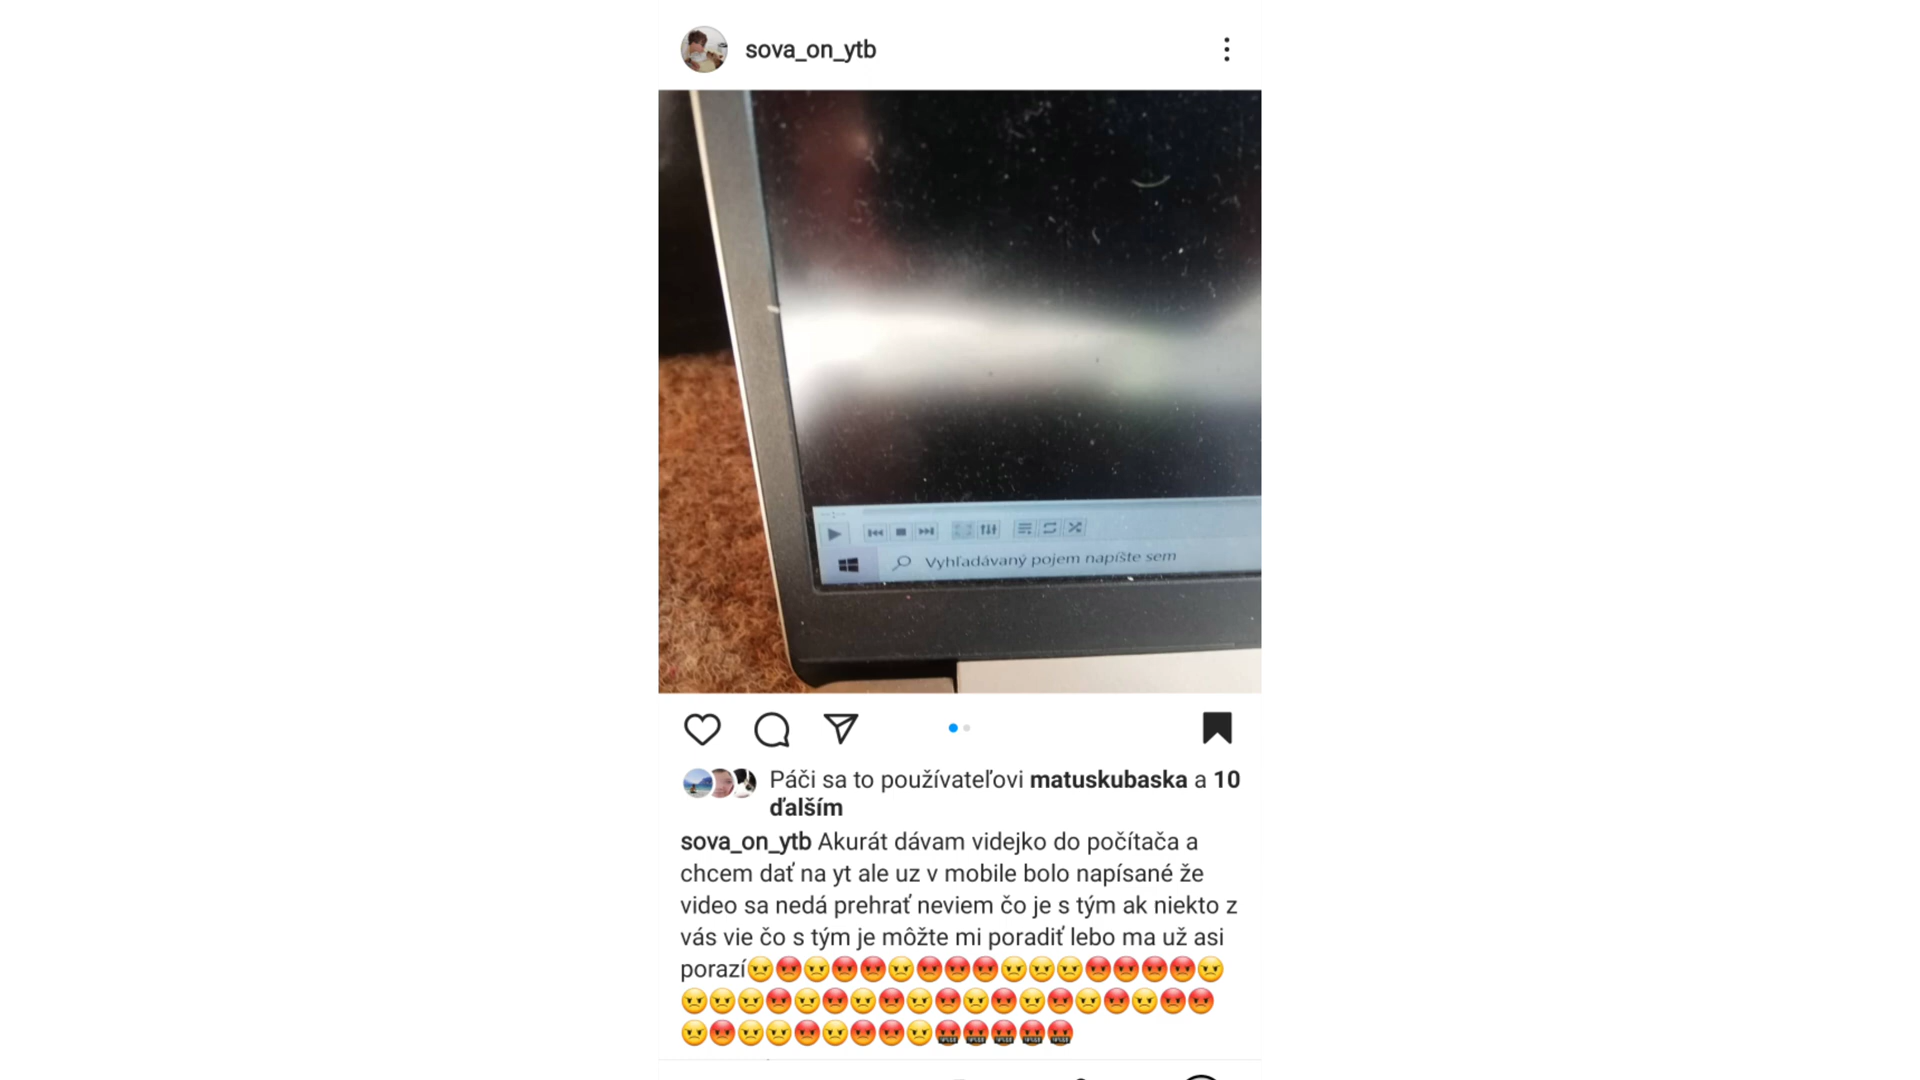 sova_on_ytb
Vyhľadávaný pojem napíšte sem
Páči sa to používateľovi matuskubaska a 10
ďalším
sova_on_ytb Akurát dávam videjko do počítača a
chcem dať na yt ale uz v mobile bolo napísané že
video sa nedá prehrať neviem čo je s tým ak niekto z
vás vie čo s tým je môžte mi poradiť lebo ma už asi
porazí😠😡😠😡😡😠😡😡😡😠😠😠😡😡😡😡😠
😠😠😠😡😠😡😠😡😠😡😠😡😠😡😠😡😠😡😡
😠😡😠😠😡😠😡😡😠🤬🤬🤬🤬🤬